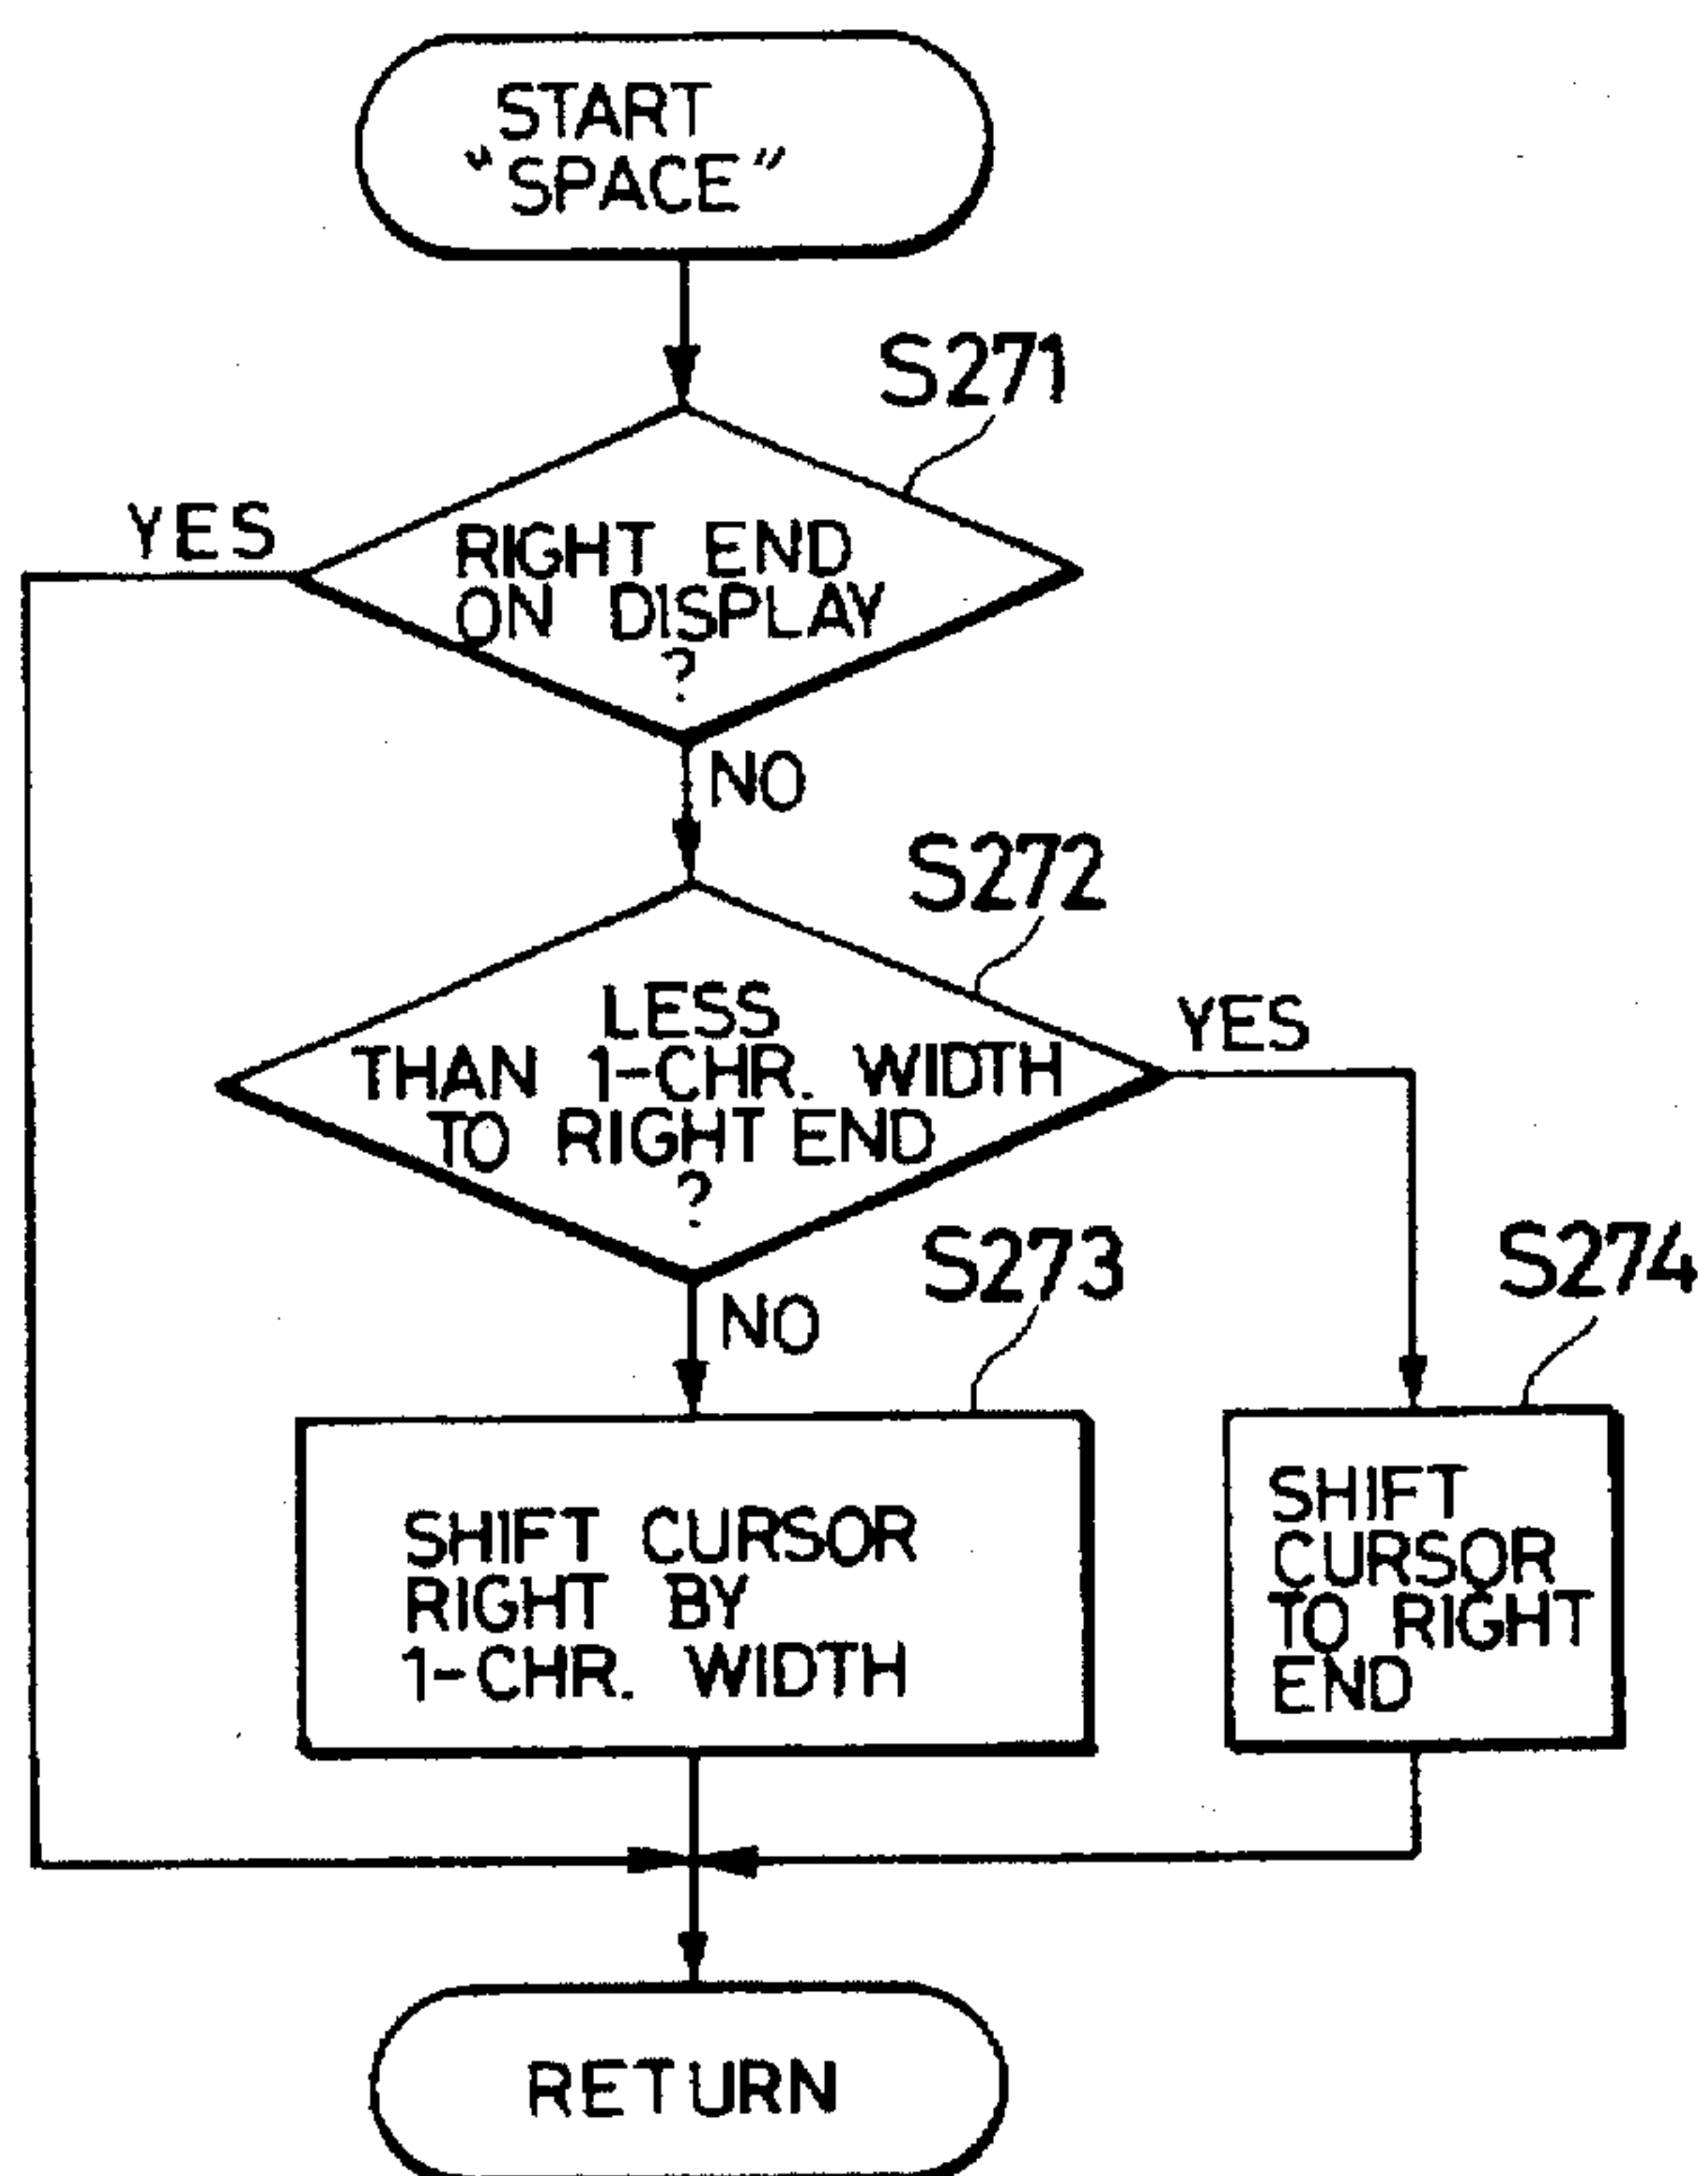 START
"SPACE"
S271
YES
RIGHT END
ON DISPLAY
?
NO
S272
LESS
THAN 1-CHR. WIDTH
TO RIGHT END
?
YES
NO
S273
S274
SHIFT CURSOR
RIGHT BY
1-CHR. WIDTH
SHIFT
CURSOR
TO RIGHT
END
RETURN